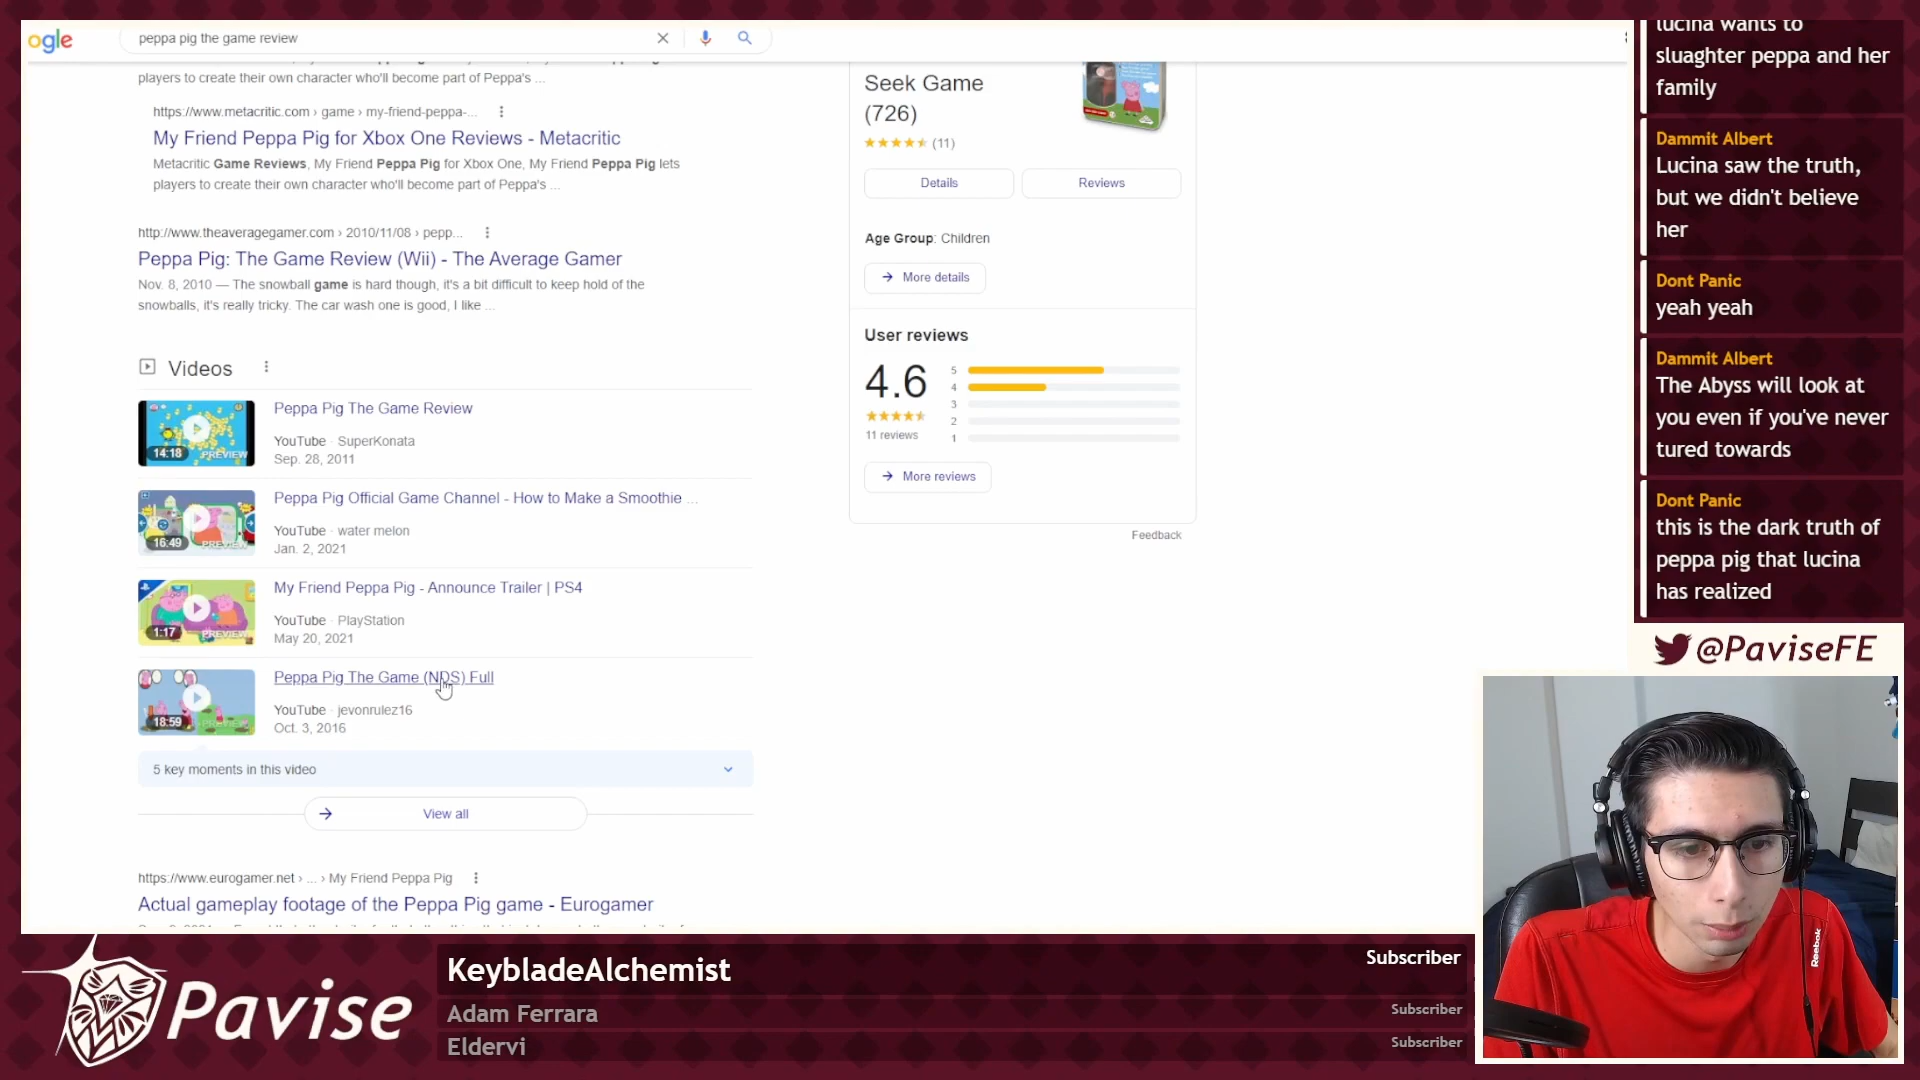 ogle
peppa pig the game review
players to create their own character who'll become part of Peppa's ...
https://www.metacritic.com › game › my-friend-peppa-...
My Friend Peppa Pig for Xbox One Reviews - Metacritic
Metacritic Game Reviews, My Friend Peppa Pig for Xbox One, My Friend Peppa Pig lets
players to create their own character who'll become part of Peppa's ...
http://www.theaveragegamer.com › 2010/11/08 › pepp...
Peppa Pig: The Game Review (Wii) - The Average Gamer
Nov. 8, 2010 — The snowball game is hard though, it's a bit difficult to keep hold of the
snowballs, it's really tricky. The car wash one is good, I like ...
Videos
Peppa Pig The Game Review
YouTube · SuperKonata
Sep. 28, 2011
14:18
PREVIEW
Peppa Pig Official Game Channel - How to Make a Smoothie ...
YouTube · water melon
Jan. 2, 2021
16:49
PREVIEW
My Friend Peppa Pig - Announce Trailer | PS4
YouTube · PlayStation
May 20, 2021
1:17
PREVIEW
Peppa Pig The Game (NDS) Full
YouTube · jevonrulez16
Oct. 3, 2016
18:59
PREVIEW
5 key moments in this video
View all
https://www.eurogamer.net › ... › My Friend Peppa Pig
Actual gameplay footage of the Peppa Pig game - Eurogamer
Seek Game
(726)
(11)
Details
Reviews
Age Group: Children
More details
User reviews
4.6
11 reviews
5
4
3
2
1
More reviews
Feedback
lucina wants to
sluaghter peppa and her
family
Dammit Albert
Lucina saw the truth,
but we didn't believe
her
Dont Panic
yeah yeah
Dammit Albert
The Abyss will look at
you even if you've never
tured towards
Dont Panic
this is the dark truth of
peppa pig that lucina
has realized
@PaviseFE
Reebok
Pavise
KeybladeAlchemist
Subscriber
Adam Ferrara
Subscriber
Eldervi
Subscriber